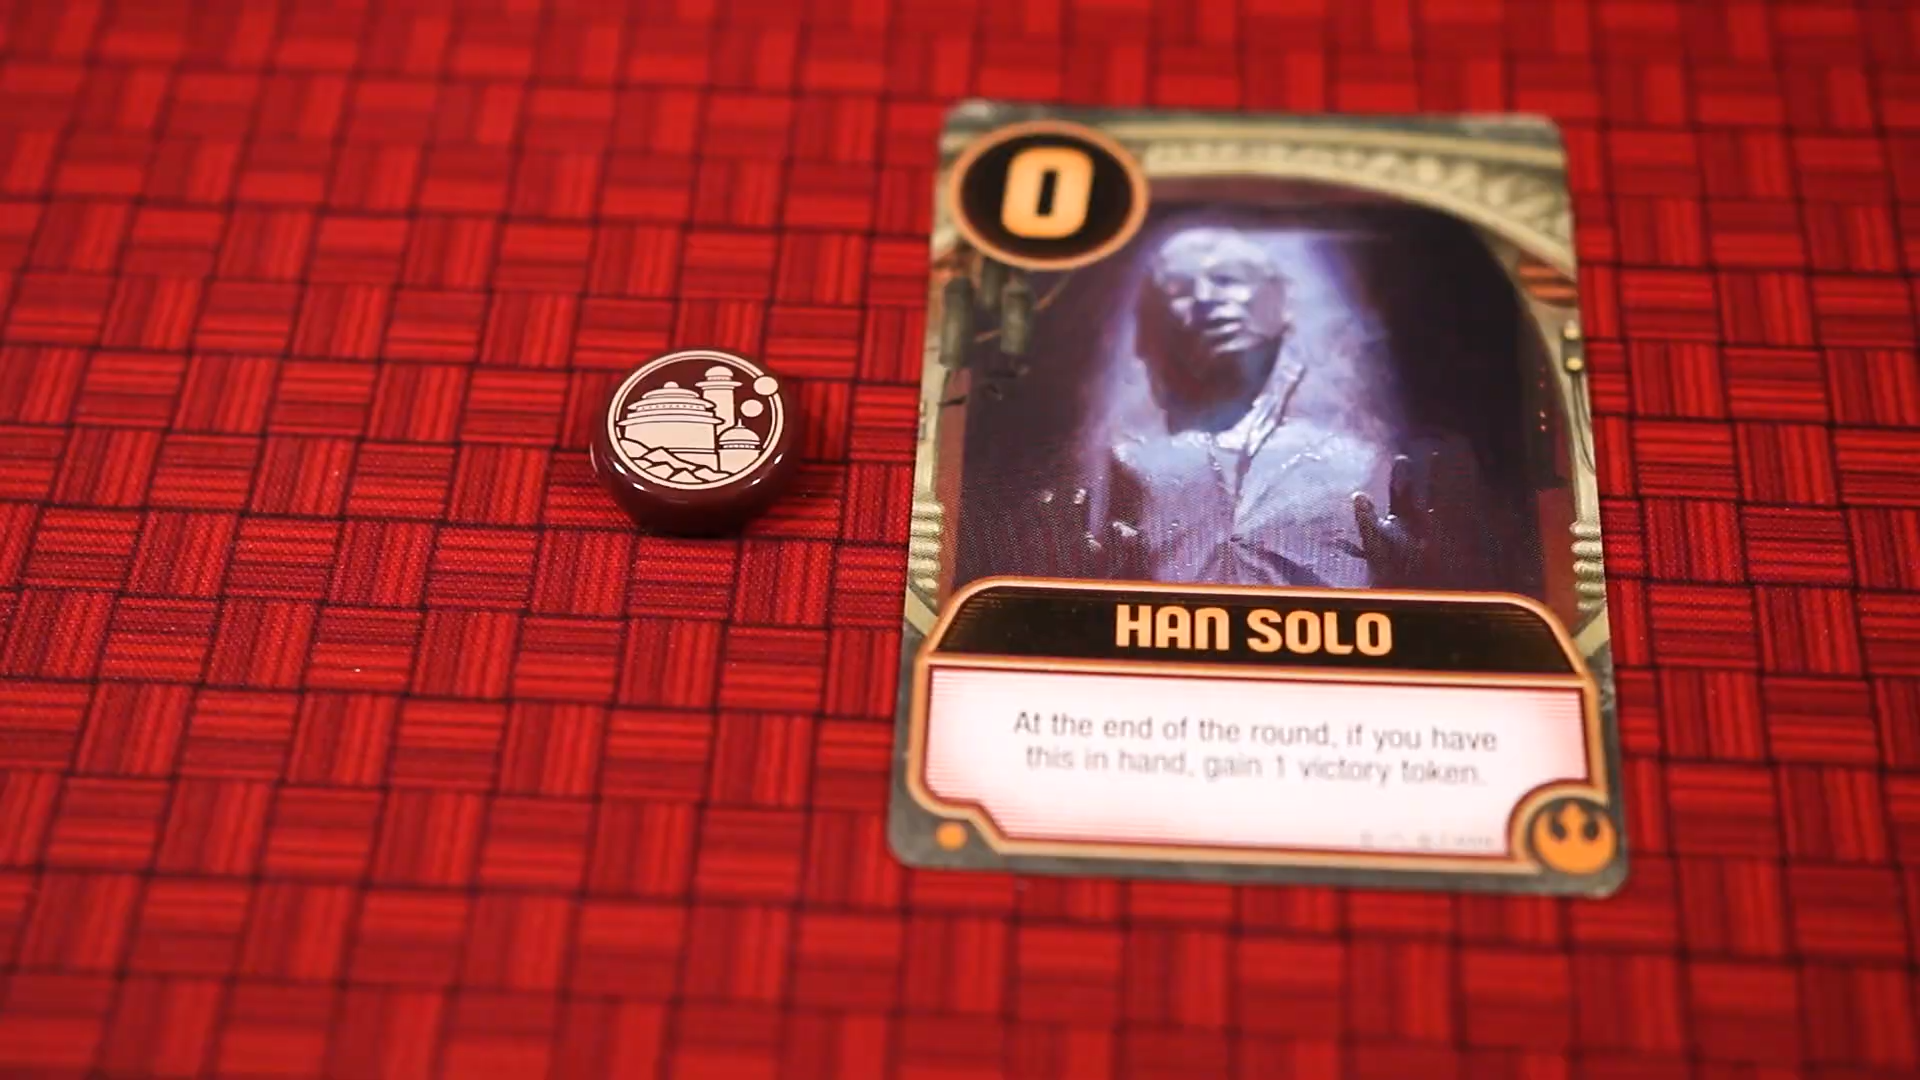 0
HAN SOLO
At the end of the round, if you have
this in hand, gain 1 victory token.